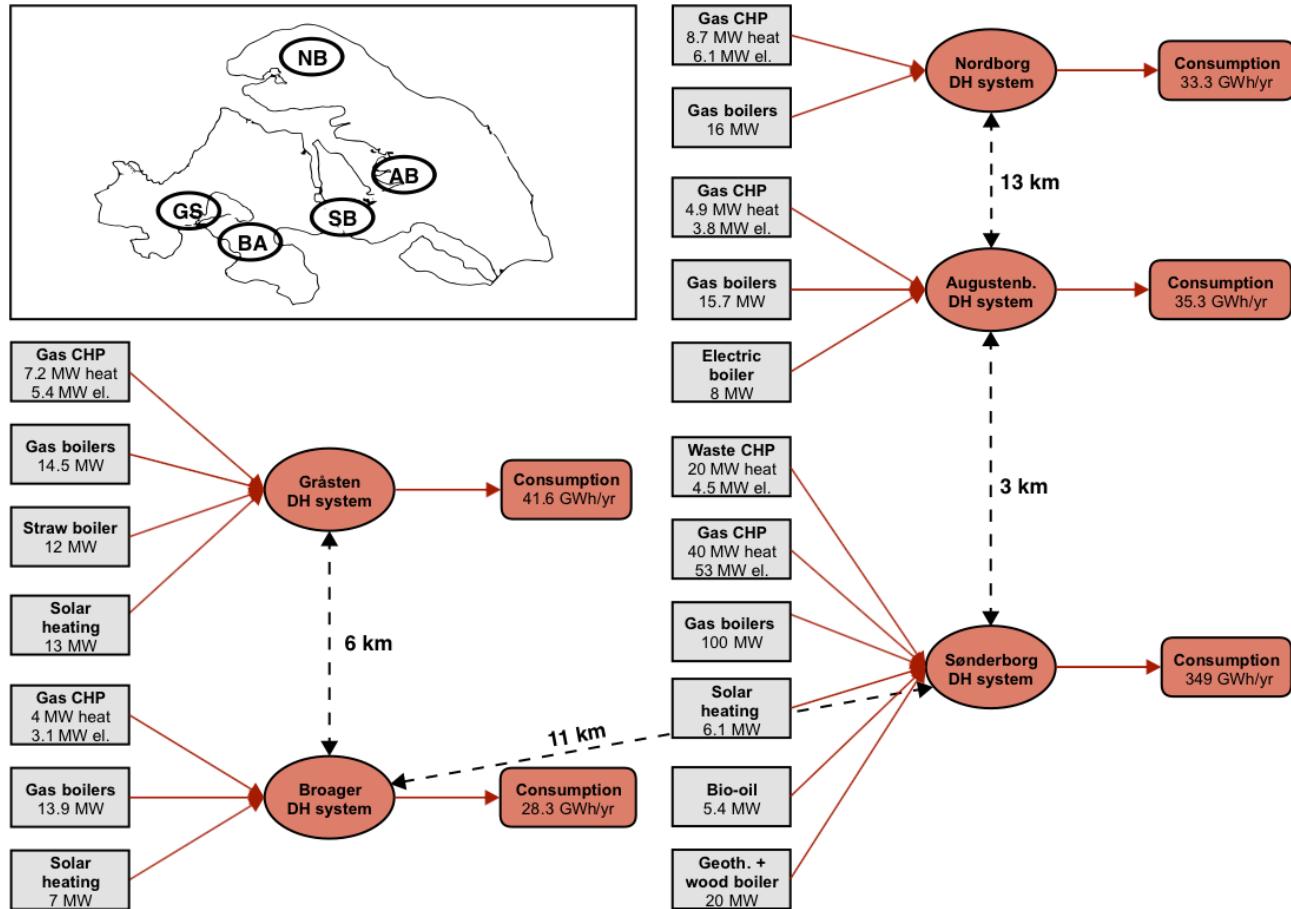 NB
AB
GS
SB
BA
Gas CHP
8.7 MW heat
6.1 MW el.
Gas boilers
16 MW
Nordborg
DH system
Consumption
33.3 GWh/yr
13 km
Gas CHP
4.9 MW heat
3.8 MW el.
Gas boilers
15.7 MW
Electric
boiler
8 MW
Augustenb.
DH system
Consumption
35.3 GWh/yr
3 km
Gas CHP
7.2 MW heat
5.4 MW el.
Gas boilers
14.5 MW
Straw boiler
12 MW
Solar
heating
13 MW
Gråsten
DH system
Consumption
41.6 GWh/yr
6 km
Gas CHP
4 MW heat
3.1 MW el.
Gas boilers
13.9 MW
Solar
heating
7 MW
Broager
DH system
Consumption
28.3 GWh/yr
11 km
Waste CHP
20 MW heat
4.5 MW el.
Gas CHP
40 MW heat
53 MW el.
Gas boilers
100 MW
Solar
heating
6.1 MW
Bio-oil
5.4 MW
Geoth. +
wood boiler
20 MW
Sønderborg
DH system
Consumption
349 GWh/yr